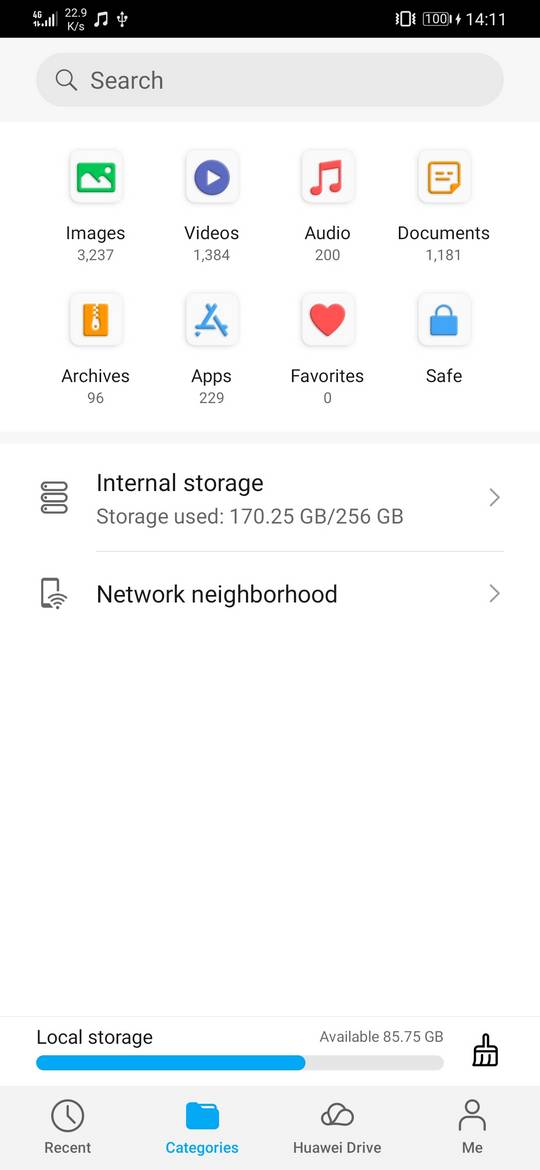 4G 22.9 K/s 100 14:11
Search
Images Videos Audio Documents
3,237 1,384 200 1,181
Archives Apps Favorites Safe
96 229 0
Internal storage
Storage used: 170.25 GB/256 GB
Network neighborhood
Local storage Available 85.75 GB
Recent Categories Huawei Drive Me